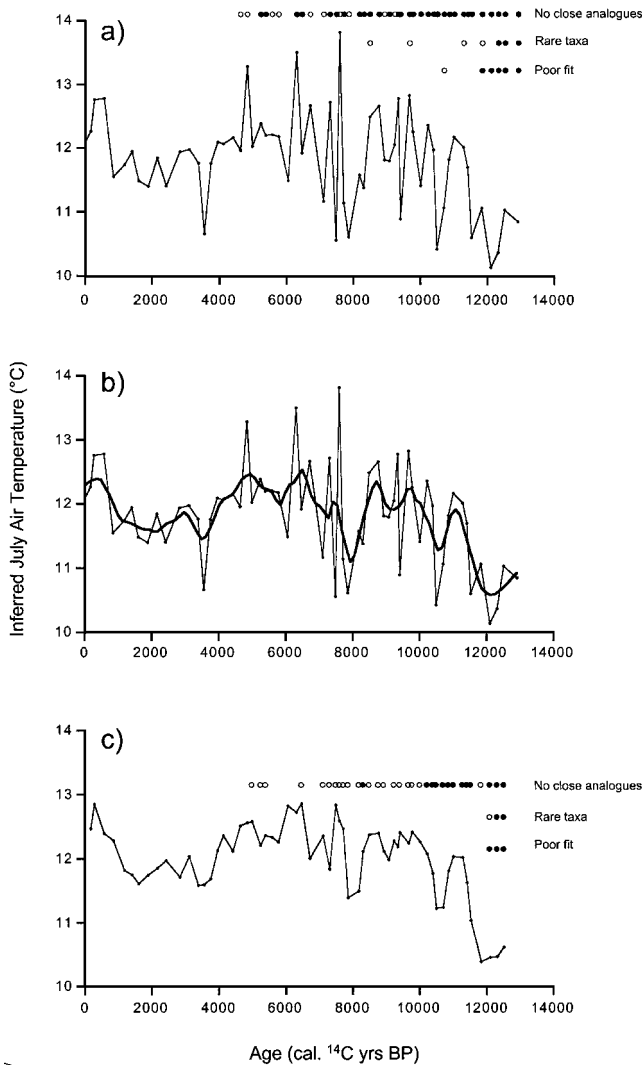 a)
No close analogues
Rare taxa
Poor fit
14
13
12
11
10
0 2000 4000 6000 8000 10000 12000 14000
Inferred July Air Temperature (°C)
b)
14
13
12
11
10
0 2000 4000 6000 8000 10000 12000 14000
c)
No close analogues
Rare taxa
Poor fit
14
13
12
11
10
0 2000 4000 6000 8000 10000 12000 14000
Age (cal. ¹⁴C yrs BP)